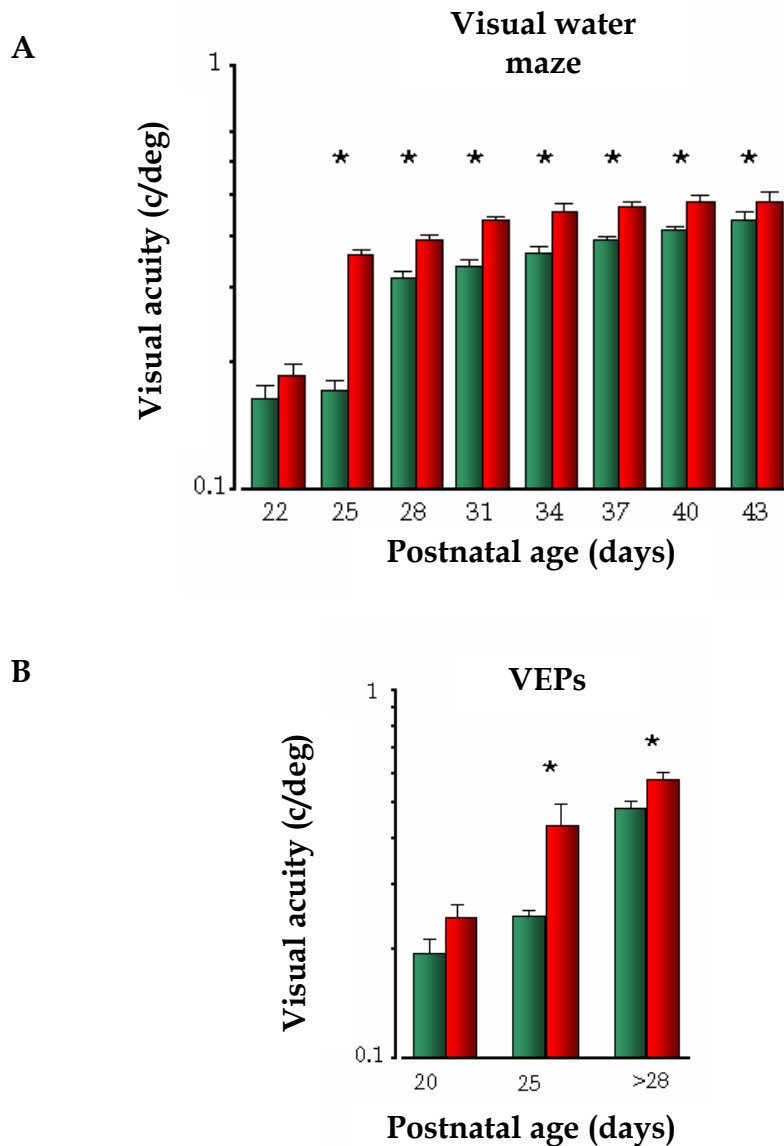 A
Visual water
maze
Visual acuity (c/deg)
1
* * * * * * *
0.1
22 25 28 31 34 37 40 43
Postnatal age (days)
B
VEPs
Visual acuity (c/deg)
1
* *
0.1
20 25 >28
Postnatal age (days)